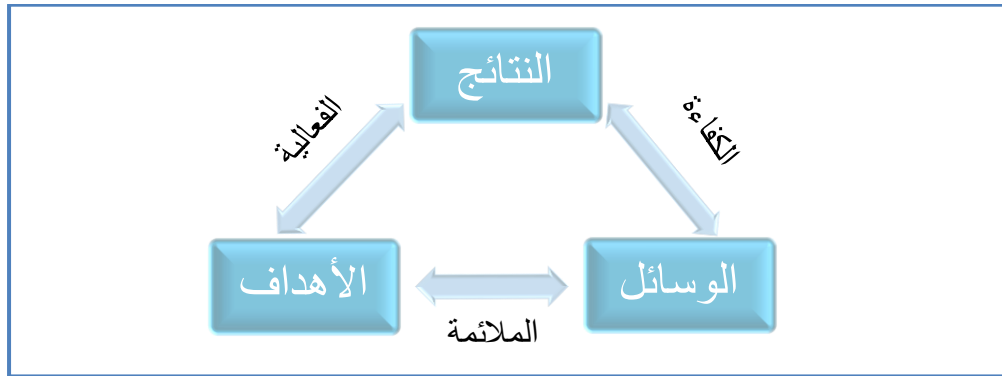 النتائج
الكفاءة
الفعالية
الوسائل
الأهداف
الملائمة